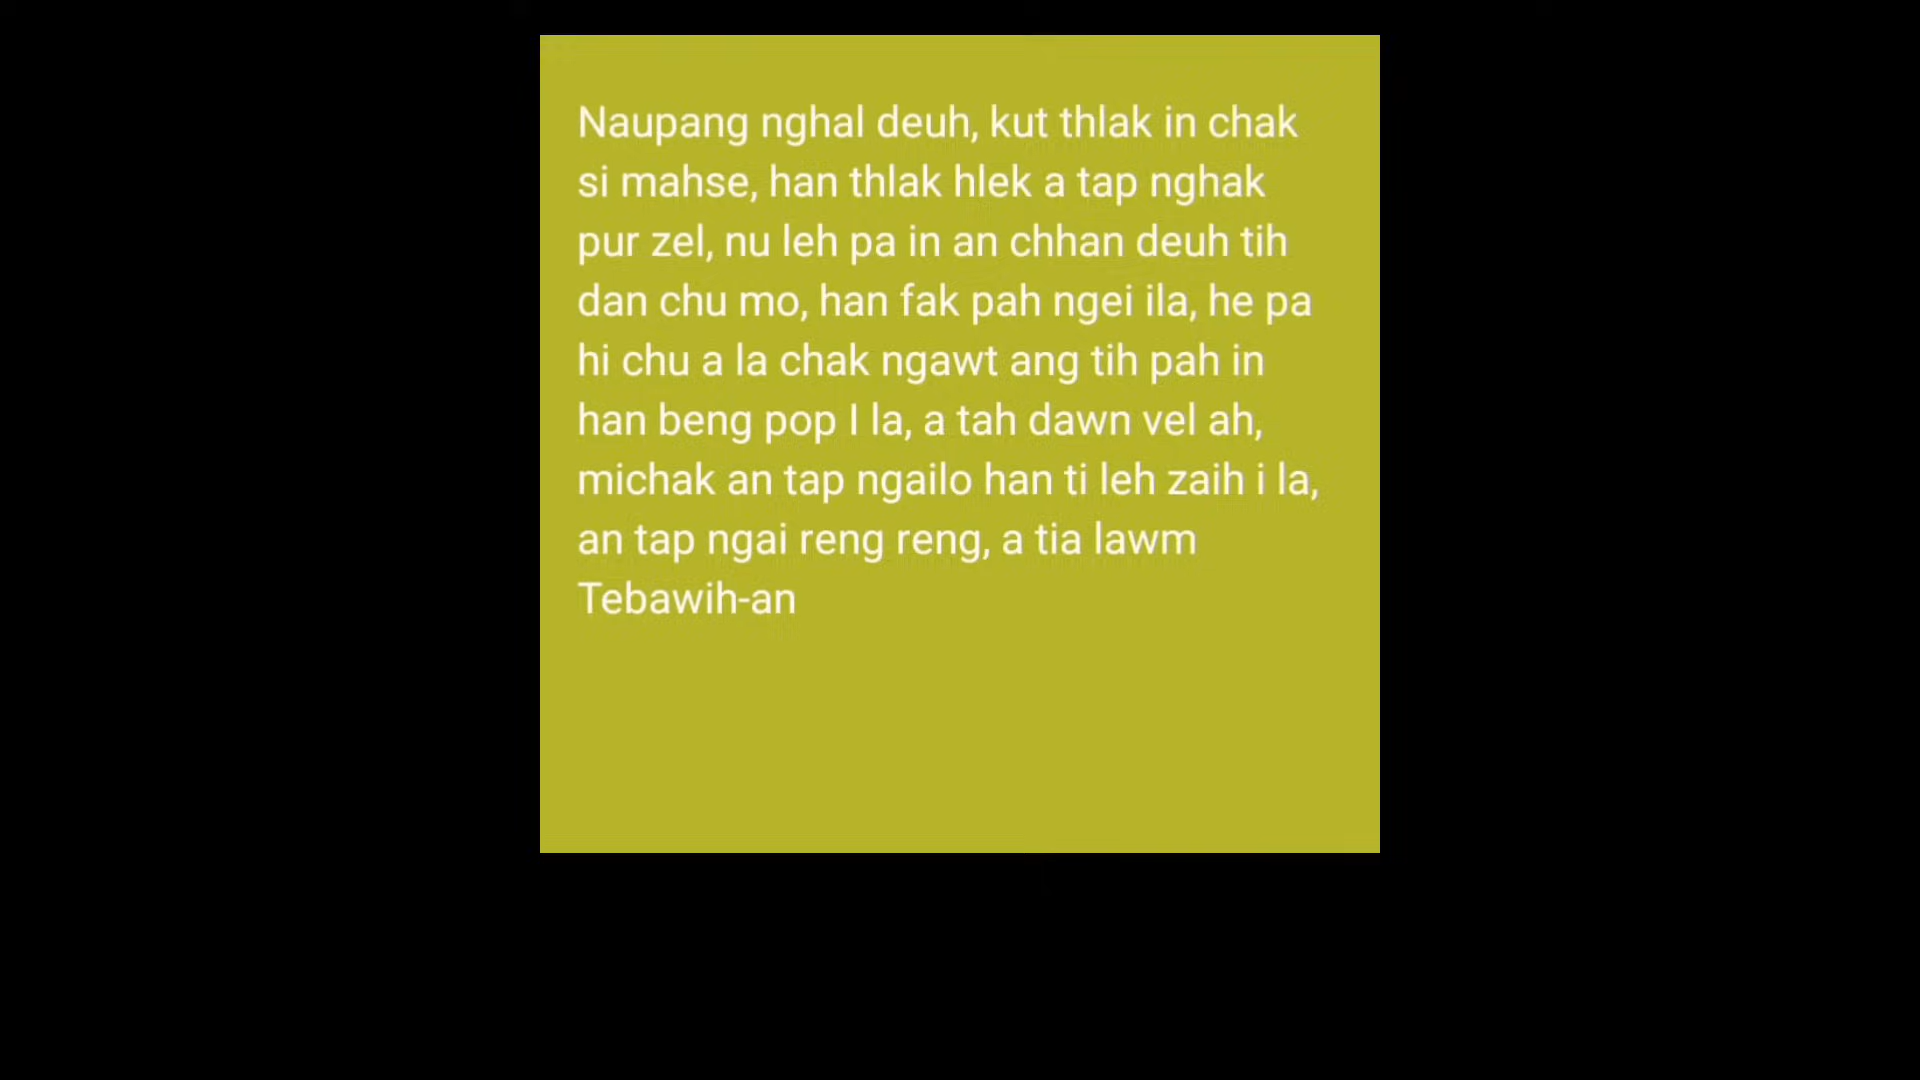 Naupang nghal deuh, kut thlak in chak
si mahse, han thlak hlek a tap nghak
pur zel, nu leh pa in an chhan deuh tih
dan chu mo, han fak pah ngei ila, he pa
hi chu a la chak ngawt ang tih pah in
han beng pop I la, a tah dawn vel ah,
michak an tap ngailo han ti leh zaih i la,
an tap ngai reng reng, a tia lawm
Tebawih-an